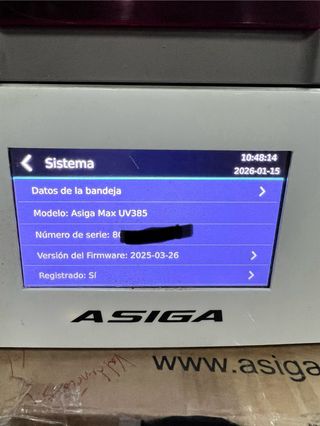 Sistema
10:48:14
2026-01-15
Datos de la bandeja
Modelo: Asiga Max UV385
Número de serie: 80
Versión del Firmware: 2025-03-26
Registrado: Sí
ASIGA
www.asiga